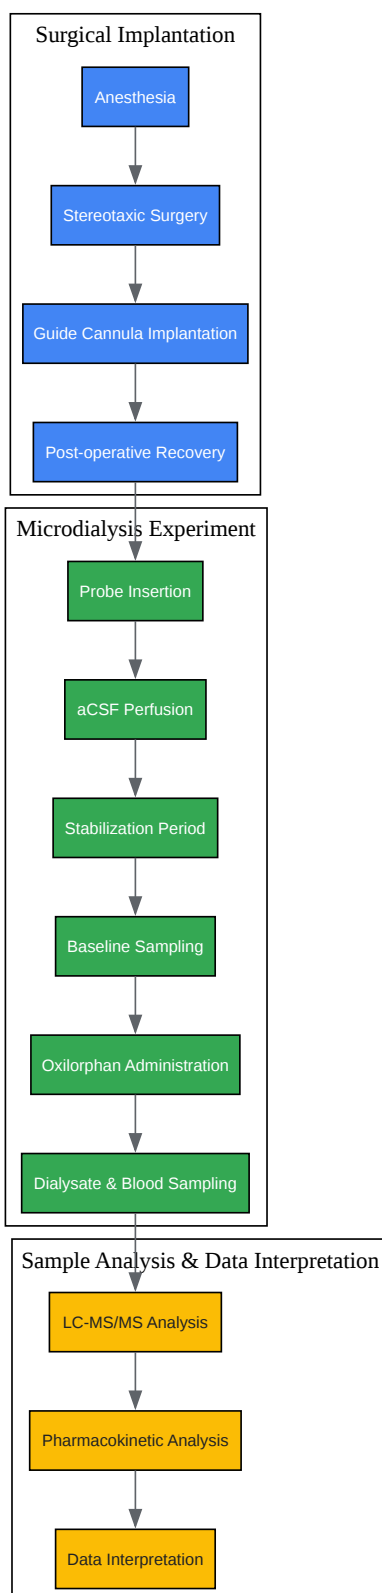 Surgical Implantation
Anesthesia
Stereotaxic Surgery
Guide Cannula Implantation
Post-operative Recovery
Microdialysis Experiment
Probe Insertion
aCSF Perfusion
Stabilization Period
Baseline Sampling
Oxilorphan Administration
Dialysate & Blood Sampling
Sample Analysis & Data Interpretation
LC-MS/MS Analysis
Pharmacokinetic Analysis
Data Interpretation